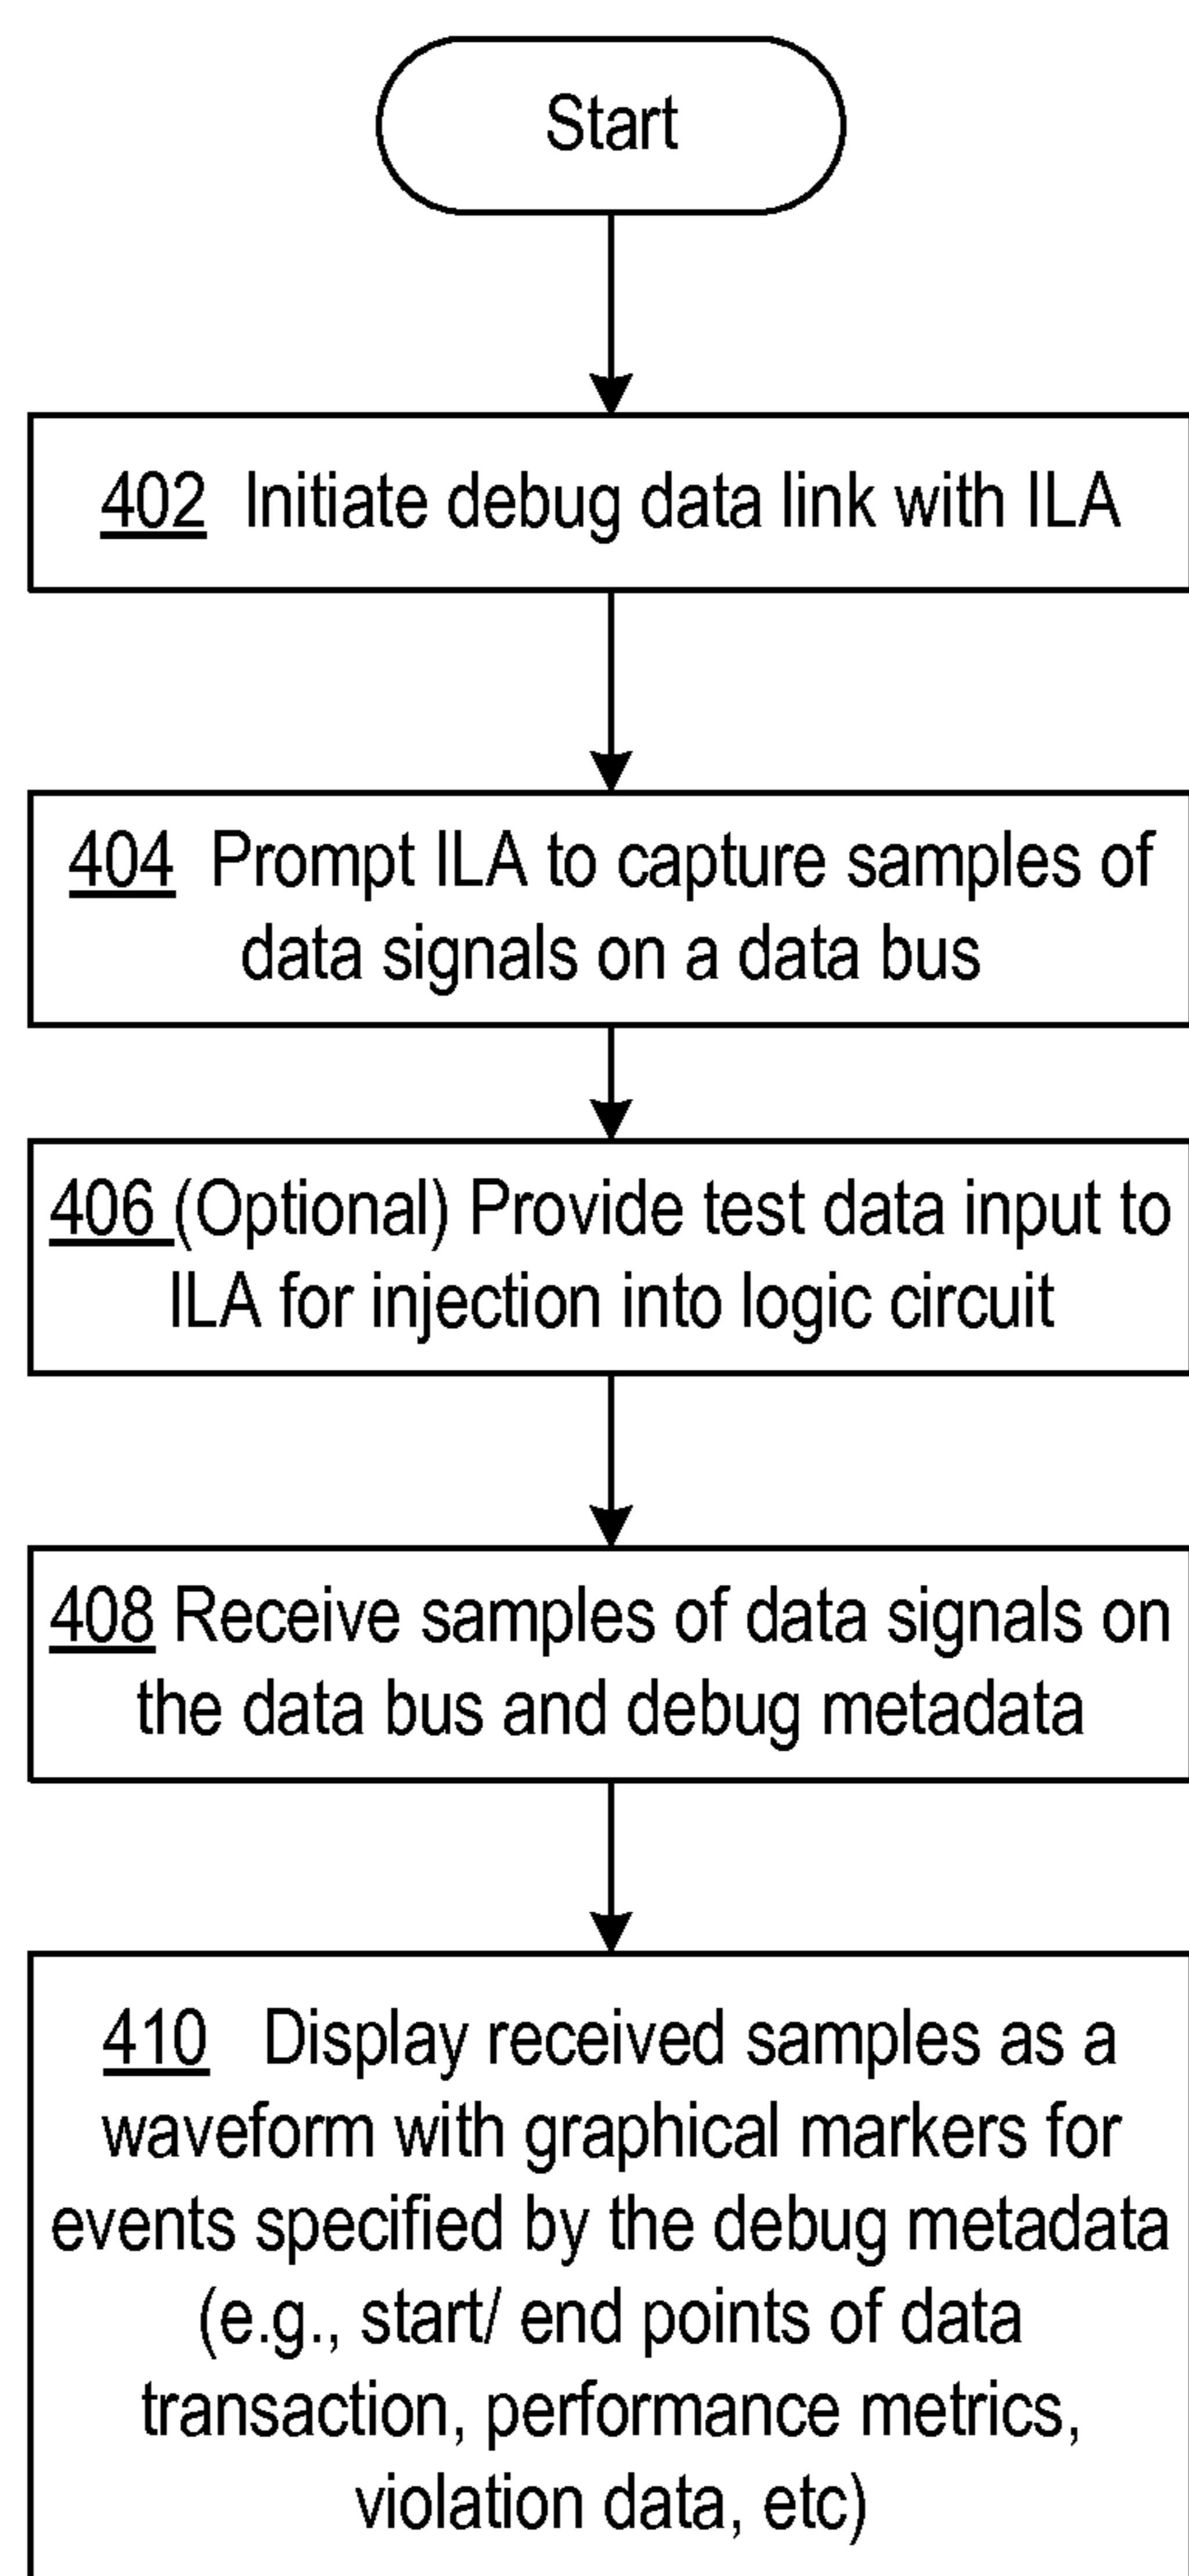 Start
402 Initiate debug data link with ILA
404 Prompt ILA to capture samples of
data signals on a data bus
406 (Optional) Provide test data input to
ILA for injection into logic circuit
408 Receive samples of data signals on
the data bus and debug metadata
410 Display received samples as a
waveform with graphical markers for
events specified by the debug metadata
(e.g., start/ end points of data
transaction, performance metrics,
violation data, etc)